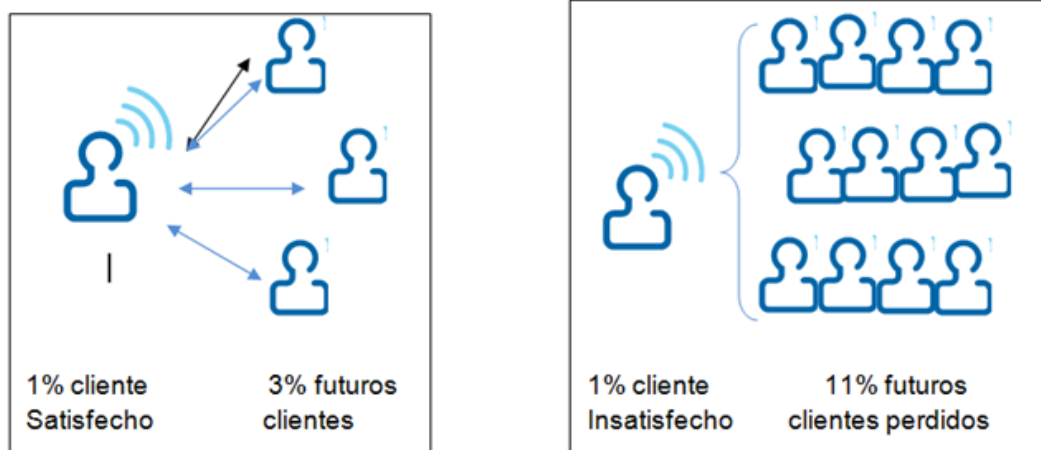 1% cliente
Satisfecho
3% futuros
clientes
1% cliente
Insatisfecho
11% futuros
clientes perdidos